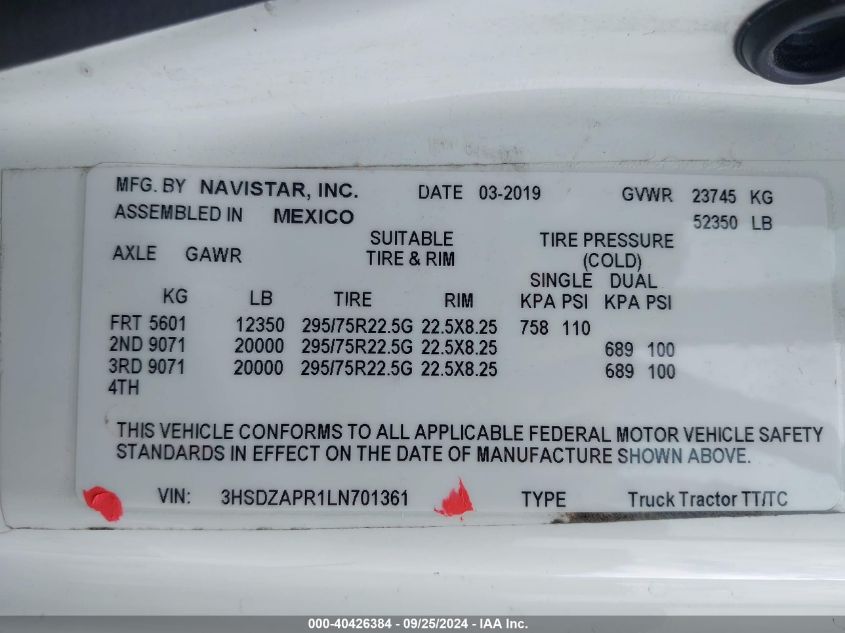 MFG. BY NAVISTAR, INC. DATE 03-2019 GVWR 23745 KG
ASSEMBLED IN MEXICO 52350 LB
AXLE GAWR SUITABLE TIRE PRESSURE
TIRE & RIM (COLD)
SINGLE DUAL
KG LB TIRE RIM KPA PSI KPA PSI
FRT 5601 12350 295/75R22.5G 22.5X8.25 758 110
2ND 9071 20000 295/75R22.5G 22.5X8.25 689 100
3RD 9071 20000 295/75R22.5G 22.5X8.25 689 100
4TH
THIS VEHICLE CONFORMS TO ALL APPLICABLE FEDERAL MOTOR VEHICLE SAFETY
STANDARDS IN EFFECT ON THE DATE OF MANUFACTURE SHOWN ABOVE.
VIN: 3HSDZAPR1LN701361 TYPE Truck Tractor TT/TC
000-40426384 - 09/25/2024 - IAA Inc.